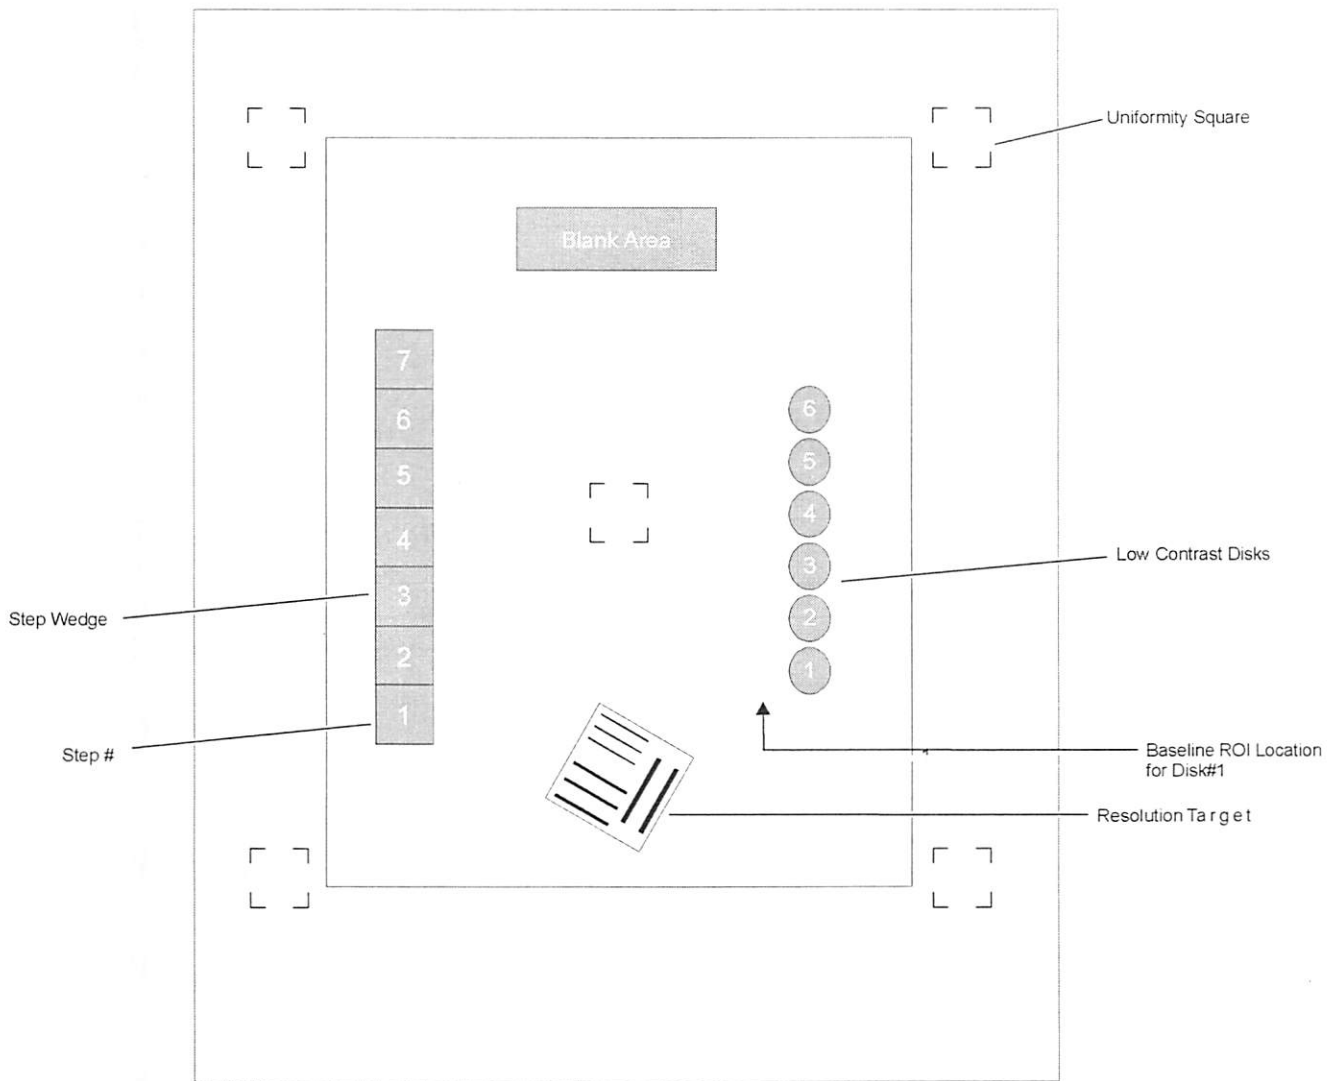 Uniformity Square
Blank Area
7
6
5
4
3
2
1
6
5
4
3
2
1
Low Contrast Disks
Step Wedge
Step #
Baseline ROI Location
for Disk#1
Resolution Target